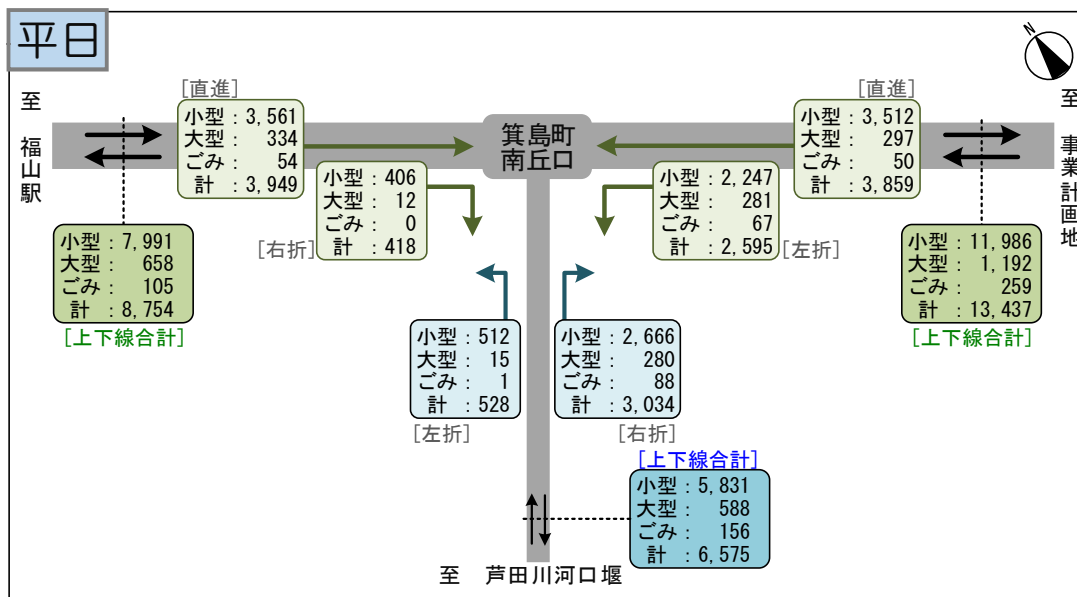 平日
N
至 福山駅
[直進]
小型：3,561
大型： 334
ごみ： 54
計 ：3,949
小型：406
大型： 12
ごみ： 0
計 ：418
[右折]
箕島町
南丘口
[直進]
小型：3,512
大型： 297
ごみ： 50
計 ：3,859
小型：2,247
大型： 281
ごみ： 67
計 ：2,595
[左折]
至 事業計画地
小型：7,991
大型： 658
ごみ： 105
計 ：8,754
[上下線合計]
小型：11,986
大型： 1,192
ごみ： 259
計 ：13,437
[上下線合計]
小型：512
大型： 15
ごみ： 1
計 ：528
[左折]
小型：2,666
大型： 280
ごみ： 88
計 ：3,034
[右折]
[上下線合計]
小型：5,831
大型： 588
ごみ： 156
計 ：6,575
至 芦田川河口堰